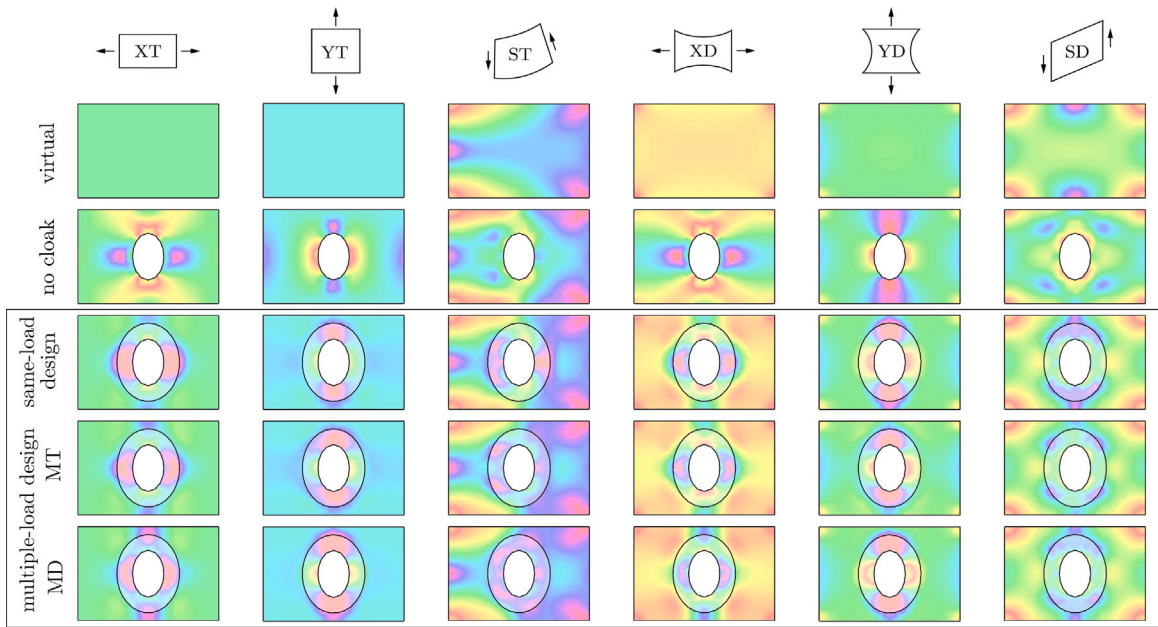 XT YT ST XD YD SD
virtual
no cloak
same-load
design
multiple-load design
MT
MD